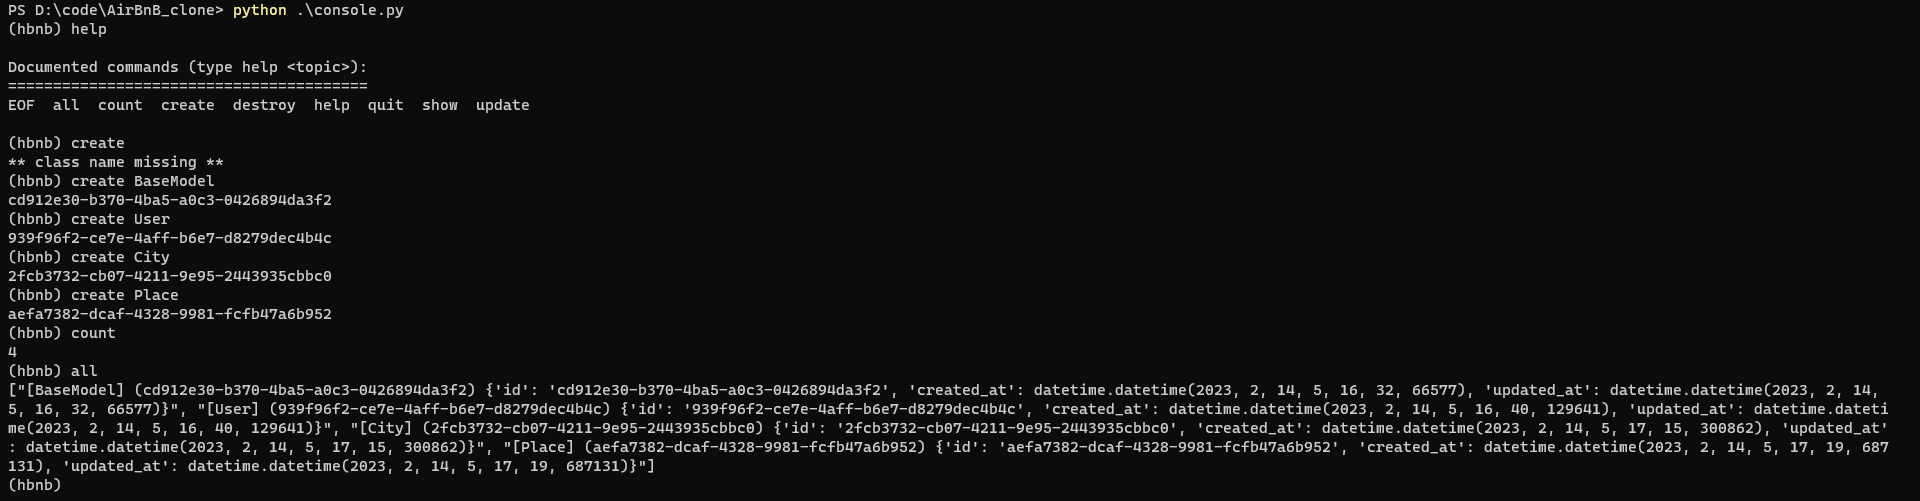 PS D:\code\AirBnB_clone> python .\console.py
(hbnb) help
Documented commands (type help <topic>):
========================================
EOF  all  count  create  destroy  help  quit  show  update
(hbnb) create
** class name missing **
(hbnb) create BaseModel
cd912e30-b370-4ba5-a0c3-0426894da3f2
(hbnb) create User
939f96f2-ce7e-4aff-b6e7-d8279dec4b4c
(hbnb) create City
2fcb3732-cb07-4211-9e95-2443935cbbc0
(hbnb) create Place
aefa7382-dcaf-4328-9981-fcfb47a6b952
(hbnb) count
4
(hbnb) all
["[BaseModel] (cd912e30-b370-4ba5-a0c3-0426894da3f2) {'id': 'cd912e30-b370-4ba5-a0c3-0426894da3f2', 'created_at': datetime.datetime(2023, 2, 14, 5, 16, 32, 66577), 'updated_at': datetime.datetime(2023, 2, 14,
5, 16, 32, 66577)}", "[User] (939f96f2-ce7e-4aff-b6e7-d8279dec4b4c) {'id': '939f96f2-ce7e-4aff-b6e7-d8279dec4b4c', 'created_at': datetime.datetime(2023, 2, 14, 5, 16, 40, 129641), 'updated_at': datetime.dateti
me(2023, 2, 14, 5, 16, 40, 129641)}", "[City] (2fcb3732-cb07-4211-9e95-2443935cbbc0) {'id': '2fcb3732-cb07-4211-9e95-2443935cbbc0', 'created_at': datetime.datetime(2023, 2, 14, 5, 17, 15, 300862), 'updated_at'
: datetime.datetime(2023, 2, 14, 5, 17, 15, 300862)}", "[Place] (aefa7382-dcaf-4328-9981-fcfb47a6b952) {'id': 'aefa7382-dcaf-4328-9981-fcfb47a6b952', 'created_at': datetime.datetime(2023, 2, 14, 5, 17, 19, 687
131), 'updated_at': datetime.datetime(2023, 2, 14, 5, 17, 19, 687131)}"]
(hbnb)